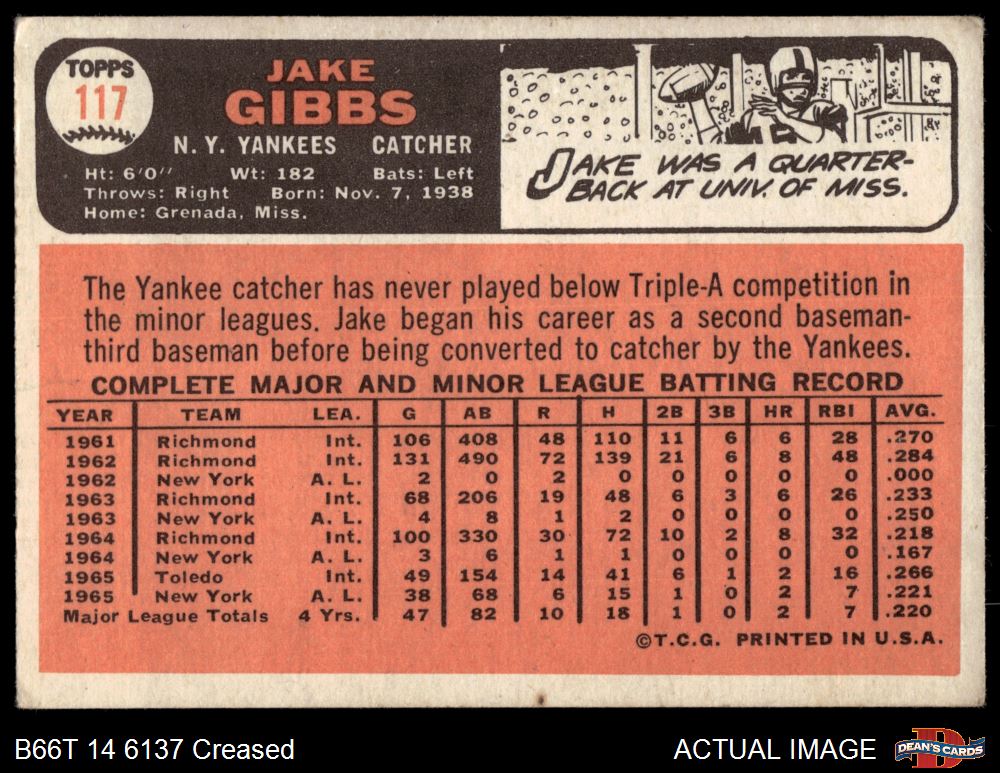 TOPPS
117
JAKE
GIBBS
N. Y. YANKEES CATCHER
Ht: 6'0" Wt: 182 Bats: Left
Throws: Right Born: Nov. 7, 1938
Home: Grenada, Miss.
JAKE WAS A QUARTER-
BACK AT UNIV. OF MISS.
The Yankee catcher has never played below Triple-A competition in
the minor leagues. Jake began his career as a second baseman-
third baseman before being converted to catcher by the Yankees.
COMPLETE MAJOR AND MINOR LEAGUE BATTING RECORD
YEAR TEAM LEA. G AB R H 2B 3B HR RBI AVG.
1961 Richmond Int. 106 408 48 110 11 6 6 28 .270
1962 Richmond Int. 131 490 72 139 21 6 8 48 .284
1962 New York A. L. 2 0 2 0 0 0 0 0 .000
1963 Richmond Int. 68 206 19 48 6 3 6 26 .233
1963 New York A. L. 4 8 1 2 0 0 0 0 .250
1964 Richmond Int. 100 330 30 72 10 2 8 32 .218
1964 New York A. L. 3 6 1 1 0 0 0 0 .167
1965 Toledo Int. 49 154 14 41 6 1 2 16 .266
1965 New York A. L. 38 68 6 15 1 0 2 7 .221
Major League Totals 4 Yrs. 47 82 10 18 1 0 2 7 .220
©T.C.G. PRINTED IN U.S.A.
B66T 14 6137 Creased
ACTUAL IMAGE
D
DEAN'S CARDS